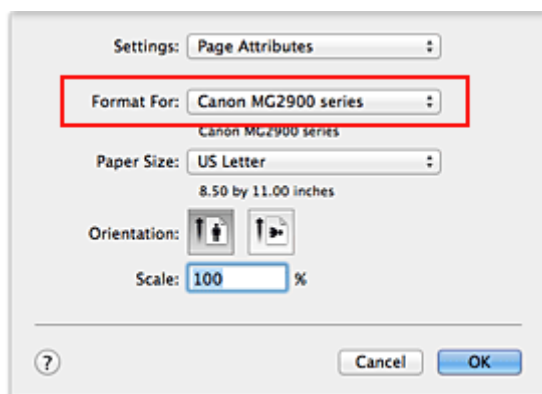 Settings: Page Attributes
Format For: Canon MG2900 series
Canon MG2900 series
Paper Size: US Letter
8.50 by 11.00 inches
Orientation:
Scale: 100 %
? Cancel OK